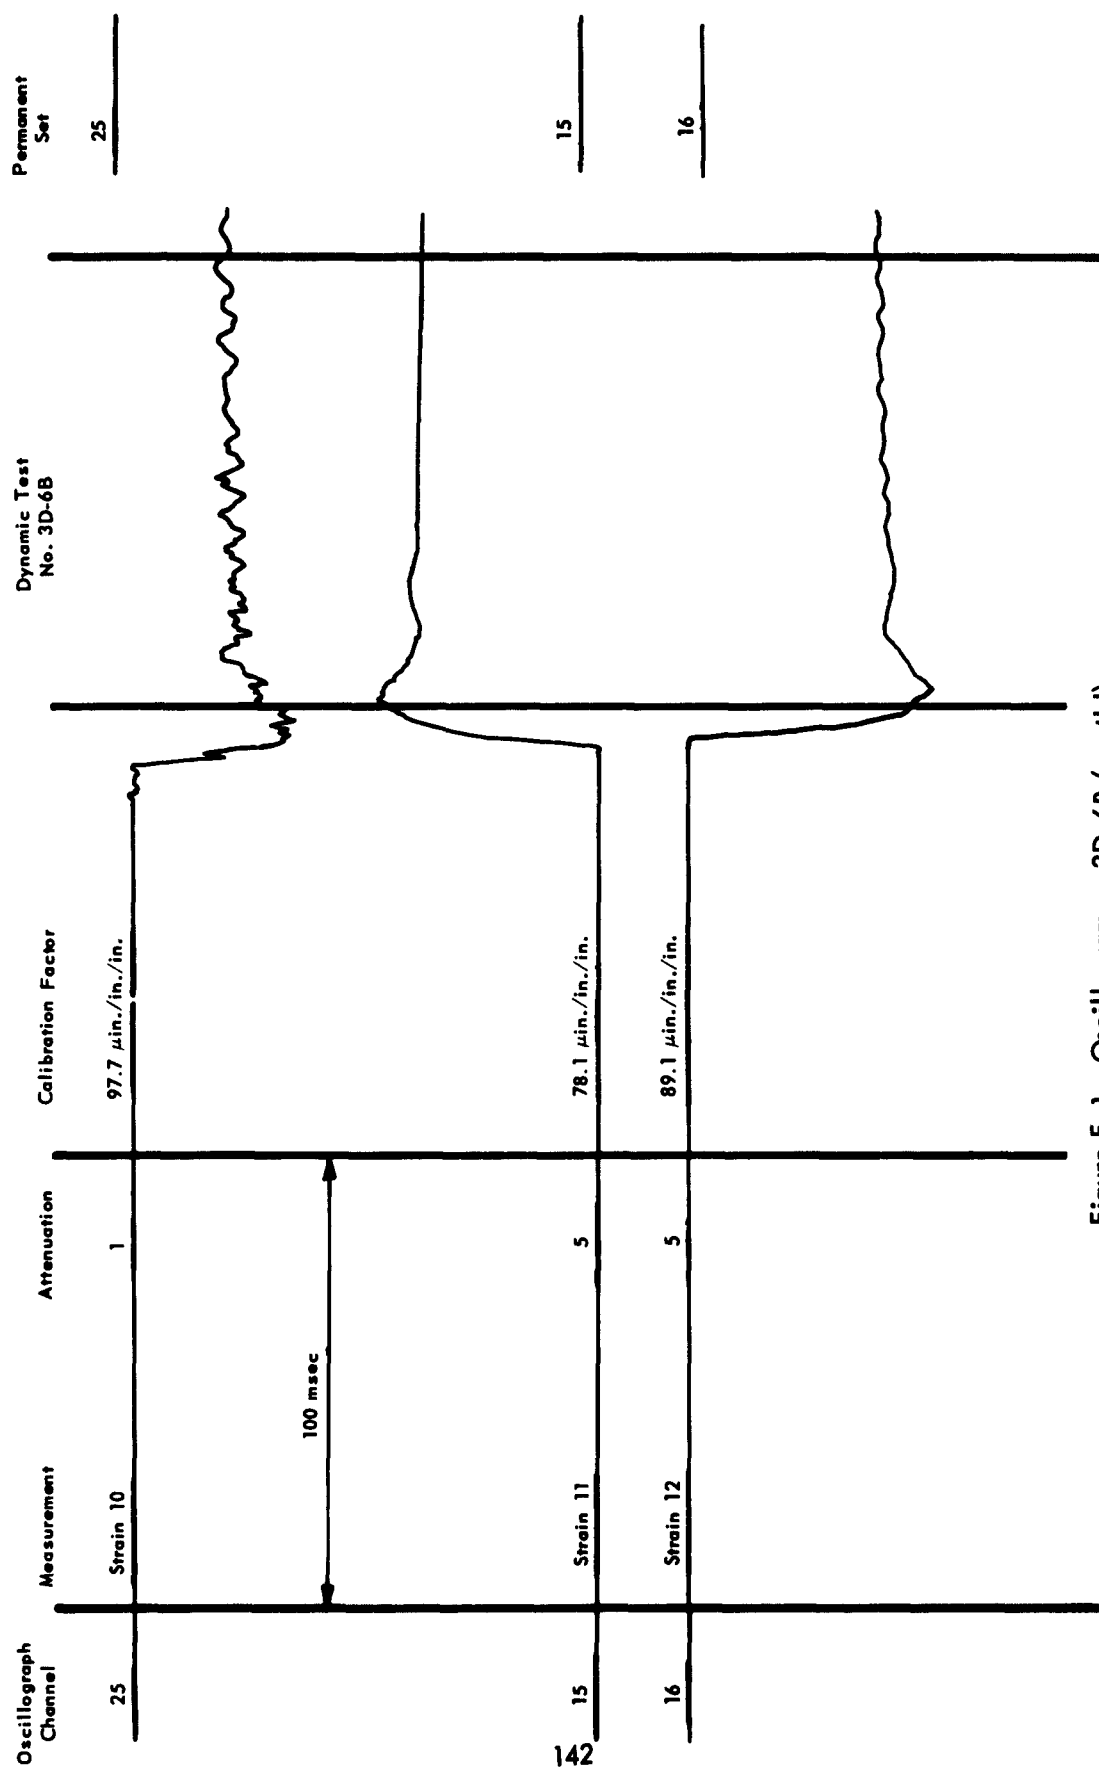 Oscillograph
Channel
Measurement
Attenuation
Calibration Factor
Dynamic Test
No. 3D-6B
Permanent
Set
25
Strain 10
1
97.7 μin./in./in.
25
100 msec
15
Strain 11
5
78.1 μin./in./in.
15
16
Strain 12
5
89.1 μin./in./in.
16
142
Figure